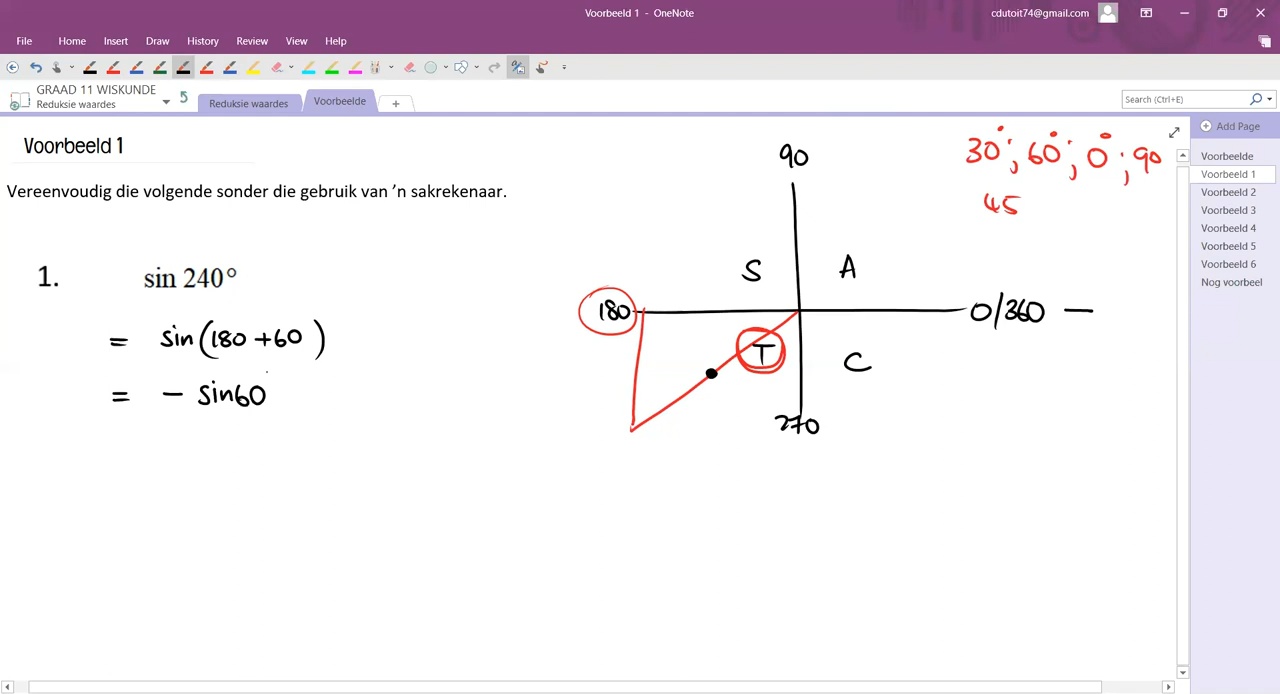 Voorbeeld 1 - OneNote
cdutoit74@gmail.com
File Home Insert Draw History Review View Help
GRAAD 11 WISKUNDE
Reduksie waardes
Reduksie waardes
Voorbeelde
+
Search (Ctrl+E)
Add Page
Voorbeelde
Voorbeeld 1
Voorbeeld 2
Voorbeeld 3
Voorbeeld 4
Voorbeeld 5
Voorbeeld 6
Nog voorbeel
Voorbeeld 1
Vereenvoudig die volgende sonder die gebruik van ’n sakrekenaar.
1. sin 240°
= sin(180+60)
= - sin60
30°; 60°; 0°; 90
45
90
S A
180 0/360
T C
270